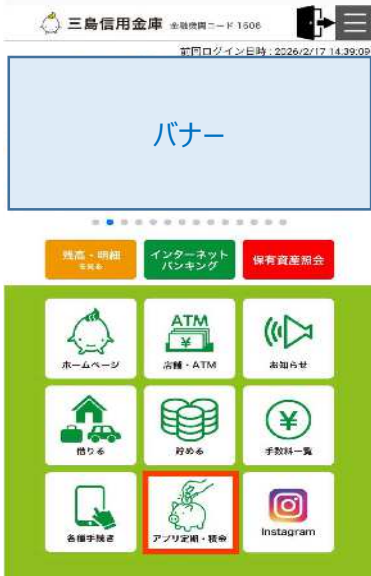 三島信用金庫 金融機関コード 1506
前回ログイン日時 : 2026/2/17 14:39:09
バナー
残高・明細
を見る
インターネット
バンキング
保有資産照会
ホームページ
ATM
¥
店舗・ATM
お知らせ
借りる
貯める
¥
手数料一覧
各種手続き
アプリ定期・積金
Instagram